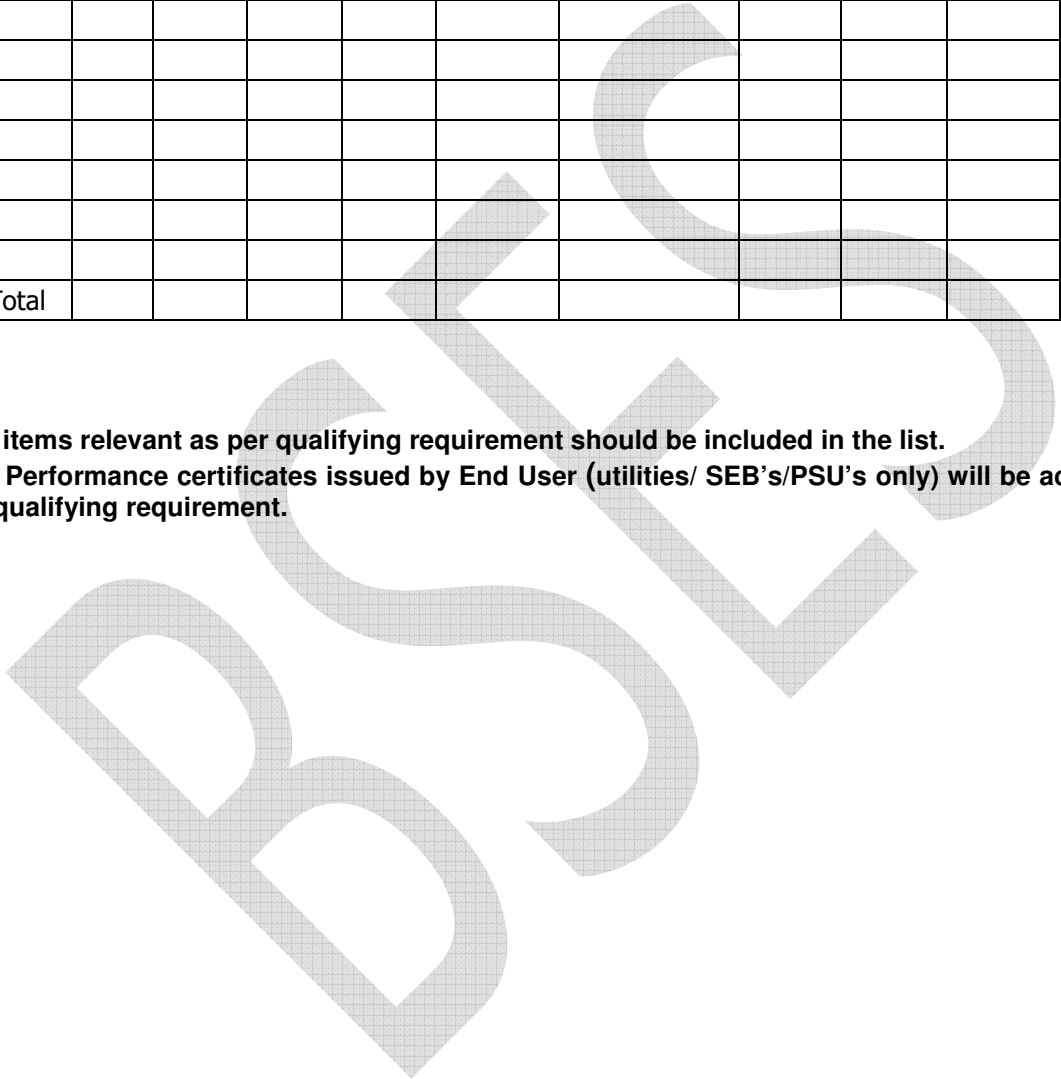 Total
items relevant as per qualifying requirement should be included in the list.
Performance certificates issued by End User (utilities/ SEB's/PSU's only) will be
qualifying requirement.
BSES